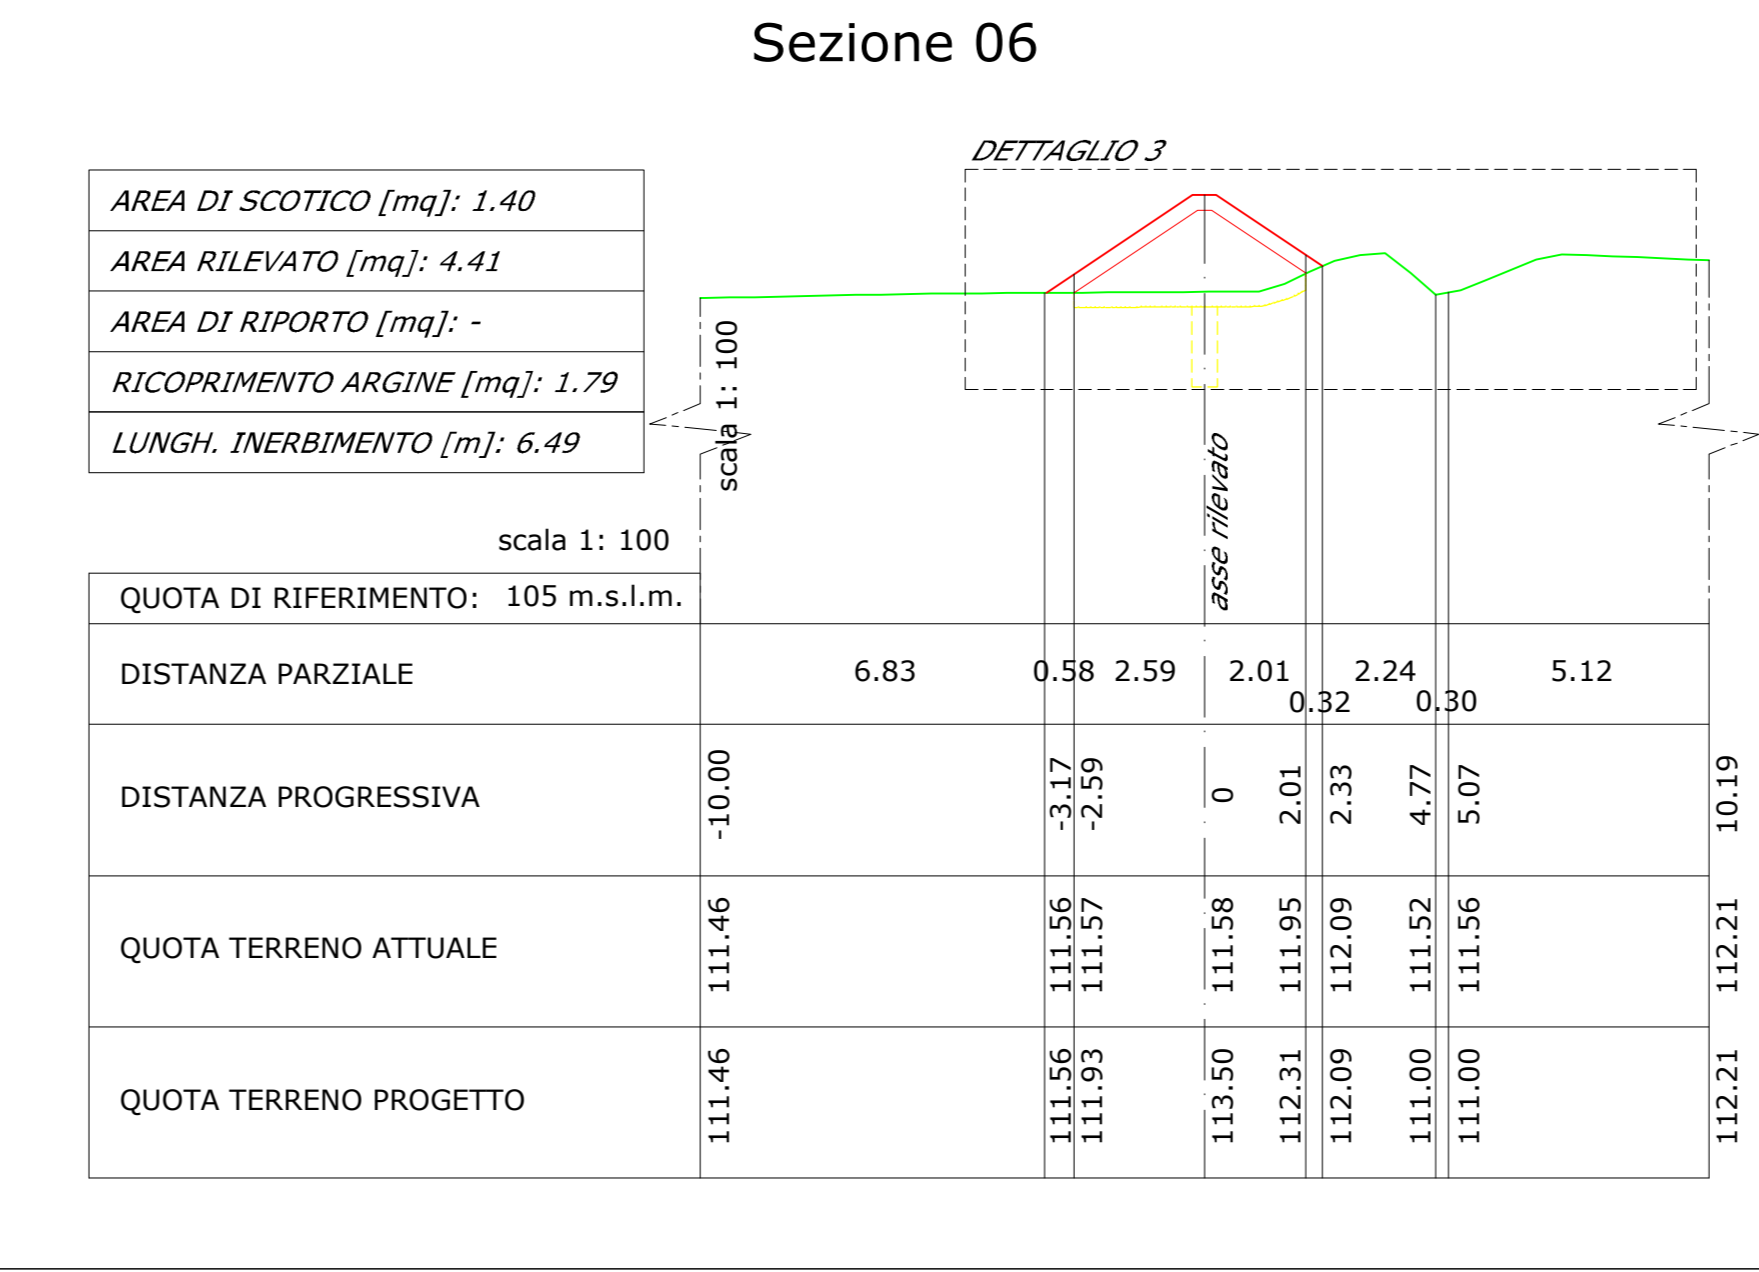 Sezione 06
DETTAGLIO 3
AREA DI SCOTICO [mq]: 1.40
AREA RILEVATO [mq]: 4.41
AREA DI RIPORTO [mq]: -
RICOPRIMENTO ARGINE [mq]: 1.79
LUNGH. INERBIMENTO [m]: 6.49
scala 1: 100
asse rilevato
scala 1: 100
QUOTA DI RIFERIMENTO: 105 m.s.l.m.
DISTANZA PARZIALE 6.83 0.58 2.59 2.01 0.32 2.24 0.30 5.12
DISTANZA PROGRESSIVA -10.00 -3.17 -2.59 0 2.01 2.33 4.77 5.07 10.19
QUOTA TERRENO ATTUALE 111.46 111.56 111.57 111.58 111.95 112.09 111.52 111.56 112.21
QUOTA TERRENO PROGETTO 111.46 111.56 111.93 113.50 112.31 112.09 111.00 111.00 112.21